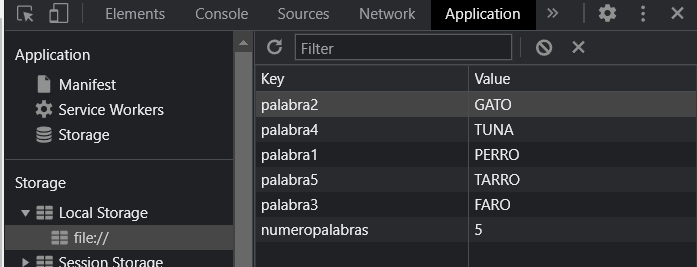 Elements Console Sources Network Application »
Application
Manifest
Service Workers
Storage
Storage
Local Storage
file://
Session Storage
Filter
Key Value
palabra2 GATO
palabra4 TUNA
palabra1 PERRO
palabra5 TARRO
palabra3 FARO
numeropalabras 5